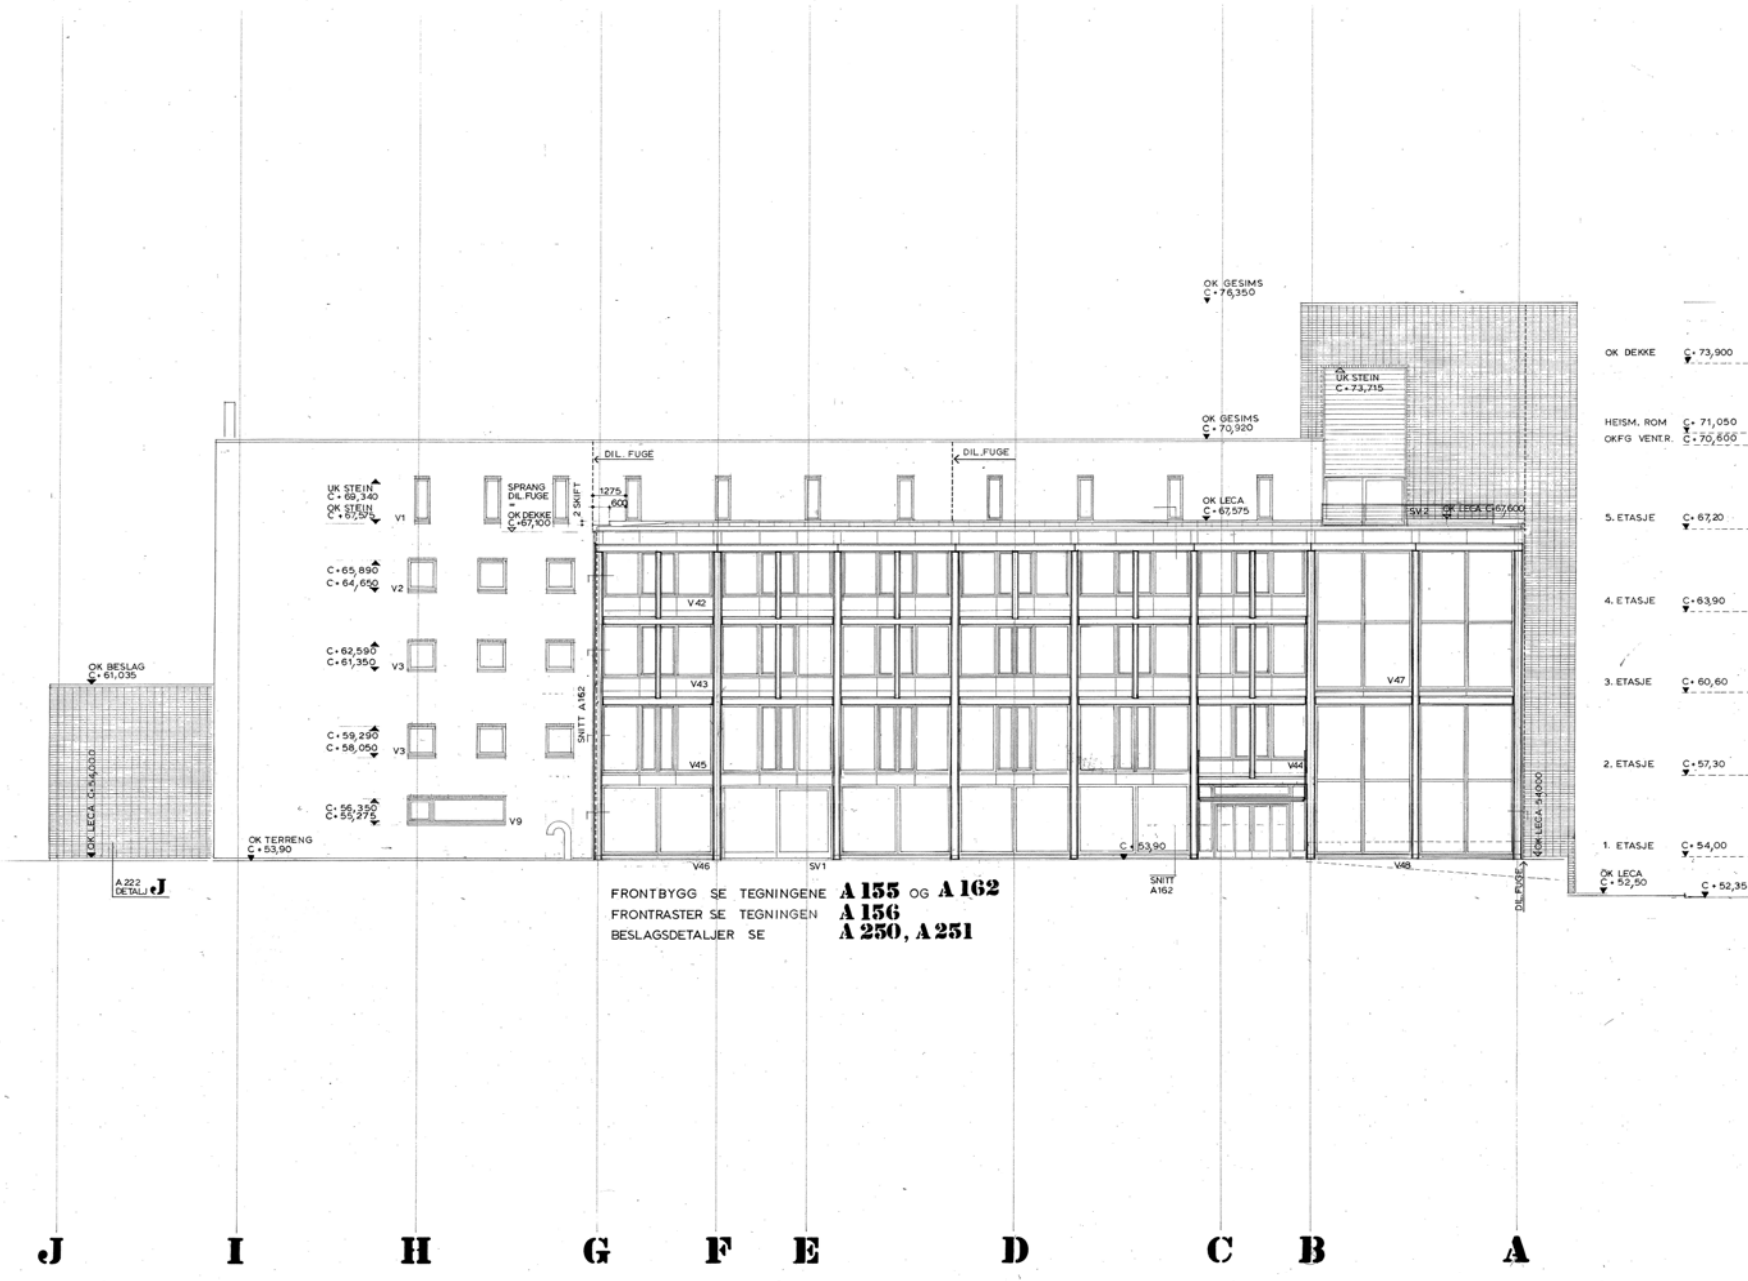 OK GESIMS
C+76,350
OK DEKKE C+73,900
UK STEIN
C+73,715
OK GESIMS
C+70,920
HEISM. ROM C+71,050
OKFG VENT.R. C+70,600
DIL. FUGE
DIL. FUGE
UK STEIN
C+69,340
OK STEIN
C+67,575
V1
SPRANG
DIL. FUGE
=
OK DEKKE
C+67,100
2 SKIFT
1275
600
OK LECA
C+67,575
SV 2
OK LECA C+67,600
5. ETASJE C+67,20
C+65,890
C+64,650
V2
V42
4. ETASJE C+63,90
C+62,590
C+61,350
V3
V43
V47
3. ETASJE C+60,60
OK BESLAG
C+61,035
SNITT A162
C+59,290
C+58,050
V3
V45
V44
2. ETASJE C+57,30
OK LECA C+54,000
C+56,350
C+55,275
V9
OK LECA 54000
OK TERRENG
C+53,90
C+53,90
1. ETASJE C+54,00
V46
SV1
V48
A 222
DETALJ J
SNITT
A162
DIL. FUGE
OK LECA
C+52,50
C+52,35
FRONTBYGG SE TEGNINGENE A 155 OG A 162
FRONTRASTER SE TEGNINGEN A 156
BESLAGSDETALJER SE A 250, A 251
J I H G F E D C B A